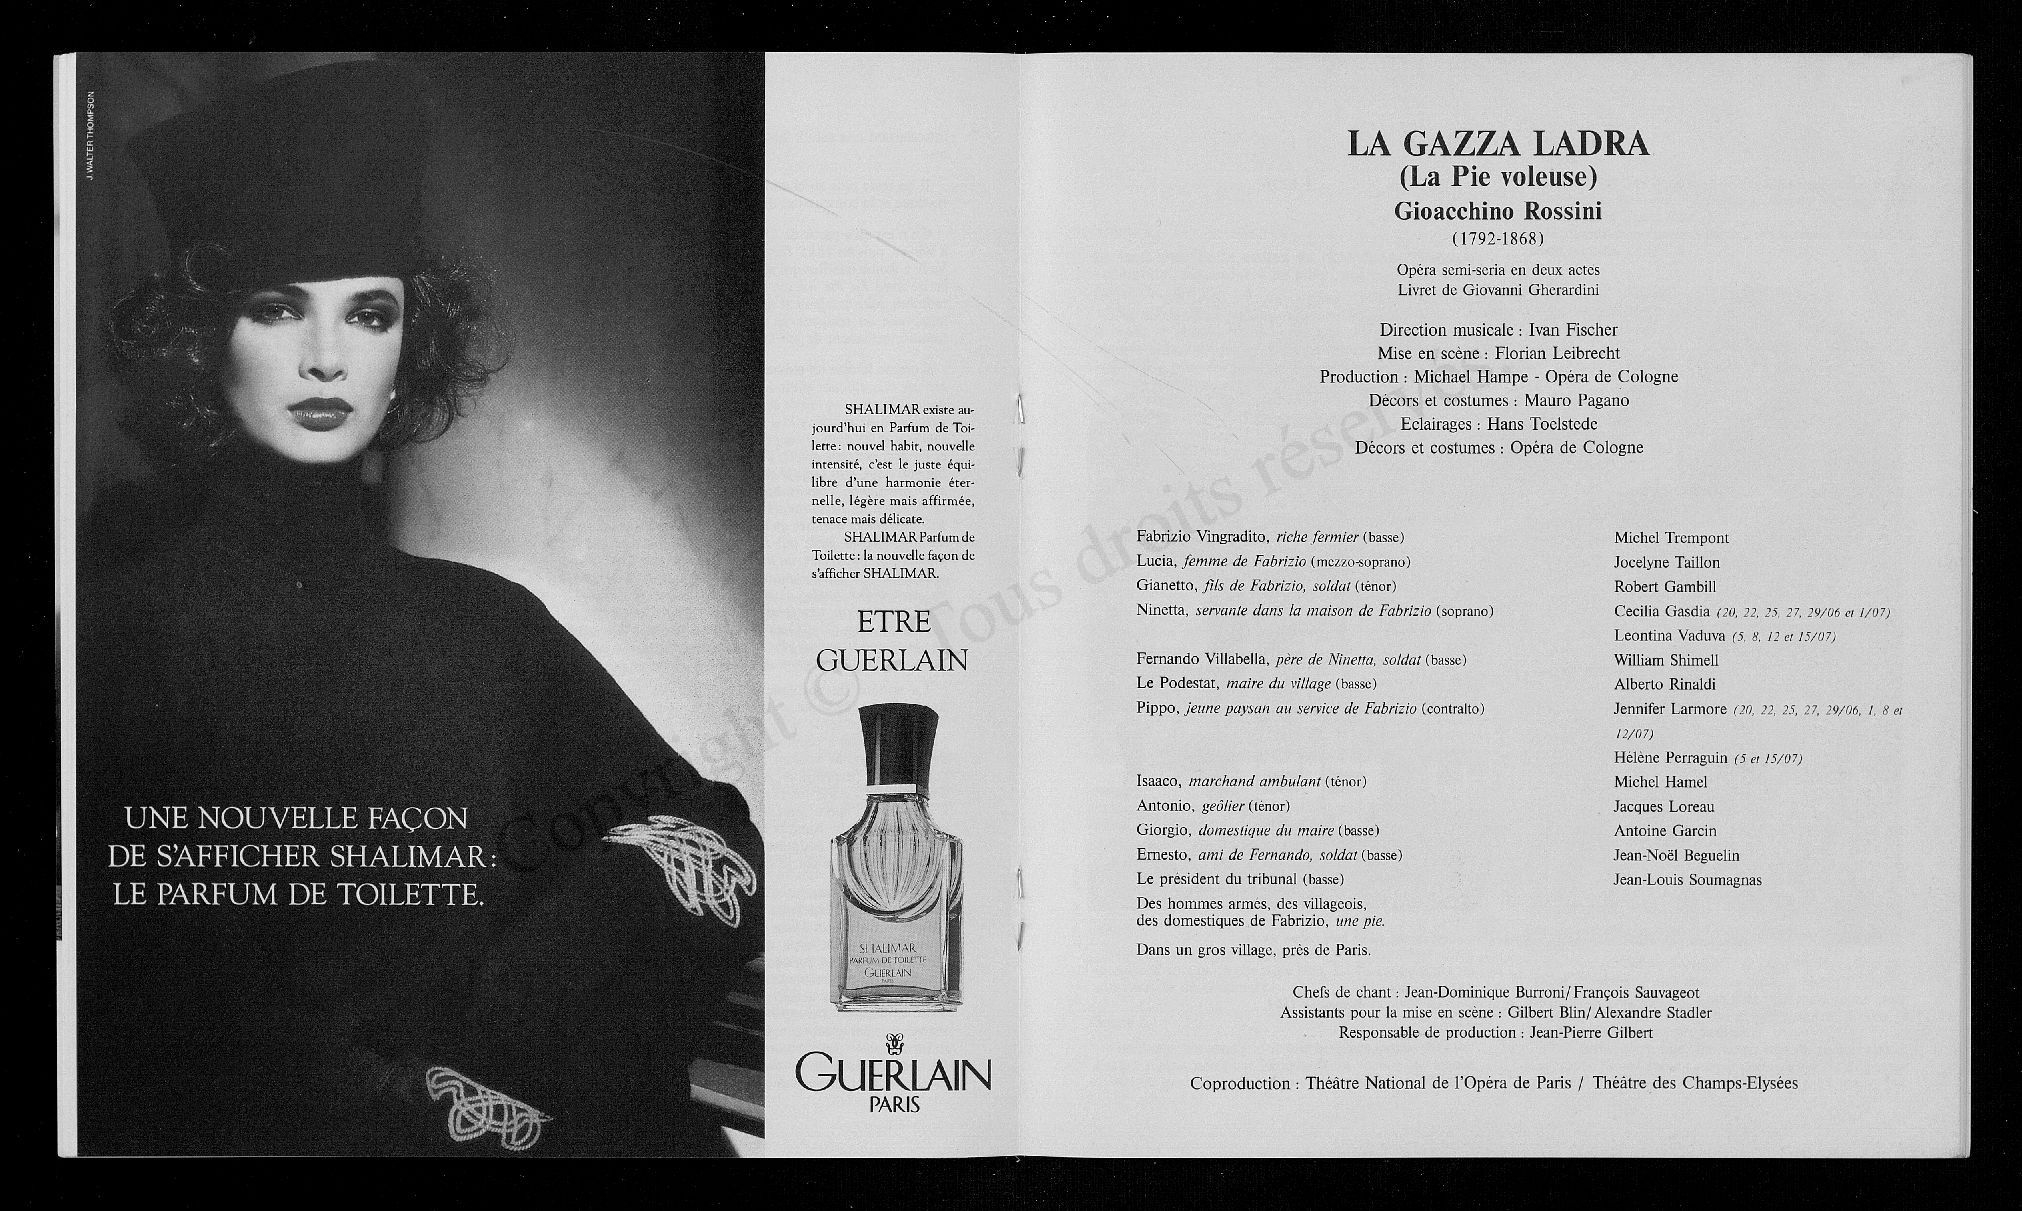 J. WALTER THOMPSON
UNE NOUVELLE FAÇON
DE S'AFFICHER SHALIMAR:
LE PARFUM DE TOILETTE.
SHALIMAR existe au-
jourd'hui en Parfum de Toi-
lette: nouvel habit, nouvelle
intensité, c'est le juste équi-
libre d'une harmonie éter-
nelle, légère mais affirmée,
tenace mais délicate.
SHALIMAR Parfum de
Toilette: la nouvelle façon de
s'afficher SHALIMAR.
ETRE
GUERLAIN
SHALIMAR
PARFUM DE TOILETTE
GUERLAIN
PARIS
GUERLAIN
PARIS
LA GAZZA LADRA
(La Pie voleuse)
Gioacchino Rossini
(1792-1868)
Opéra semi-seria en deux actes
Livret de Giovanni Gherardini
Direction musicale : Ivan Fischer
Mise en scène : Florian Leibrecht
Production : Michael Hampe - Opéra de Cologne
Décors et costumes : Mauro Pagano
Eclairages : Hans Toelstede
Décors et costumes : Opéra de Cologne
Fabrizio Vingradito, riche fermier (basse) Michel Trempont
Lucia, femme de Fabrizio (mezzo-soprano) Jocelyne Taillon
Gianetto, fils de Fabrizio, soldat (ténor) Robert Gambill
Ninetta, servante dans la maison de Fabrizio (soprano) Cecilia Gasdia (20, 22, 25, 27, 29/06 et 1/07)
Leontina Vaduva (5, 8, 12 et 15/07)
Fernando Villabella, père de Ninetta, soldat (basse) William Shimell
Le Podestat, maire du village (basse) Alberto Rinaldi
Pippo, jeune paysan au service de Fabrizio (contralto) Jennifer Larmore (20, 22, 25, 27, 29/06, 1, 8 et
12/07)
Hélène Perraguin (5 et 15/07)
Isaaco, marchand ambulant (ténor) Michel Hamel
Antonio, geôlier (ténor) Jacques Loreau
Giorgio, domestique du maire (basse) Antoine Garcin
Ernesto, ami de Fernando, soldat (basse) Jean-Noël Beguelin
Le président du tribunal (basse) Jean-Louis Soumagnas
Des hommes armés, des villageois,
des domestiques de Fabrizio, une pie.
Dans un gros village, près de Paris.
Chefs de chant : Jean-Dominique Burroni/François Sauvageot
Assistants pour la mise en scène : Gilbert Blin/Alexandre Stadler
Responsable de production : Jean-Pierre Gilbert
Coproduction : Théâtre National de l'Opéra de Paris / Théâtre des Champs-Elysées
Copyright © Tous droits réservés